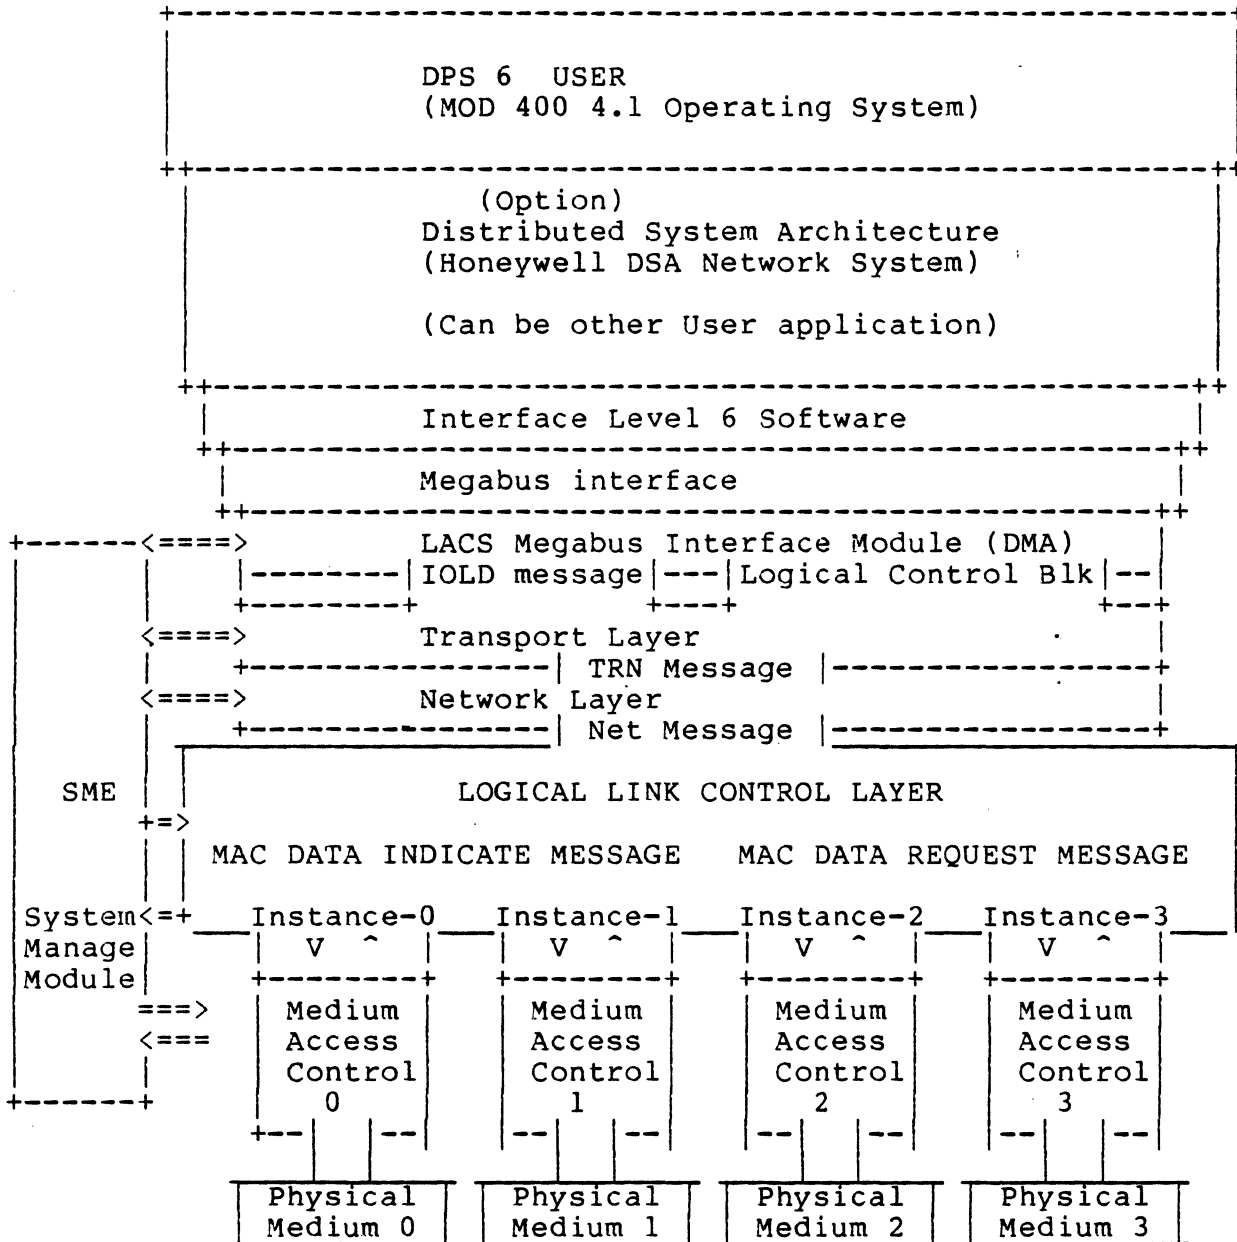 DPS 6 USER
(MOD 400 4.1 Operating System)
(Option)
Distributed System Architecture
(Honeywell DSA Network System)
(Can be other User application)
Interface Level 6 Software
Megabus interface
LACS Megabus Interface Module (DMA)
IOLD message Logical Control Blk
Transport Layer
TRN Message
Network Layer
Net Message
SME LOGICAL LINK CONTROL LAYER
MAC DATA INDICATE MESSAGE MAC DATA REQUEST MESSAGE
System Instance-0 Instance-1 Instance-2 Instance-3
Manage V ^ V ^ V ^ V ^
Module
Medium Medium Medium Medium
Access Access Access Access
Control Control Control Control
0 1 2 3
Physical Physical Physical Physical
Medium 0 Medium 1 Medium 2 Medium 3